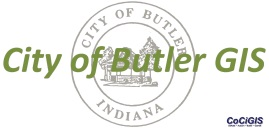 CITY OF BUTLER
City of Butler GIS
INDIANA
CoCiGIS